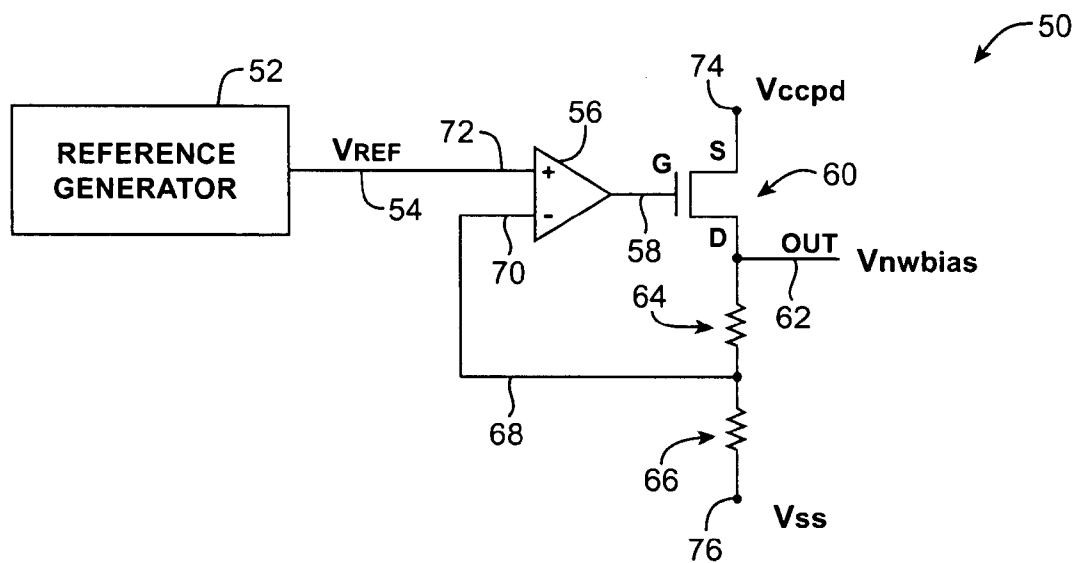 50
52
74
Vccpd
REFERENCE
GENERATOR
VREF
72
56
+
-
G
S
60
54
70
58
D
OUT
Vnwbias
62
64
68
66
Vss
76